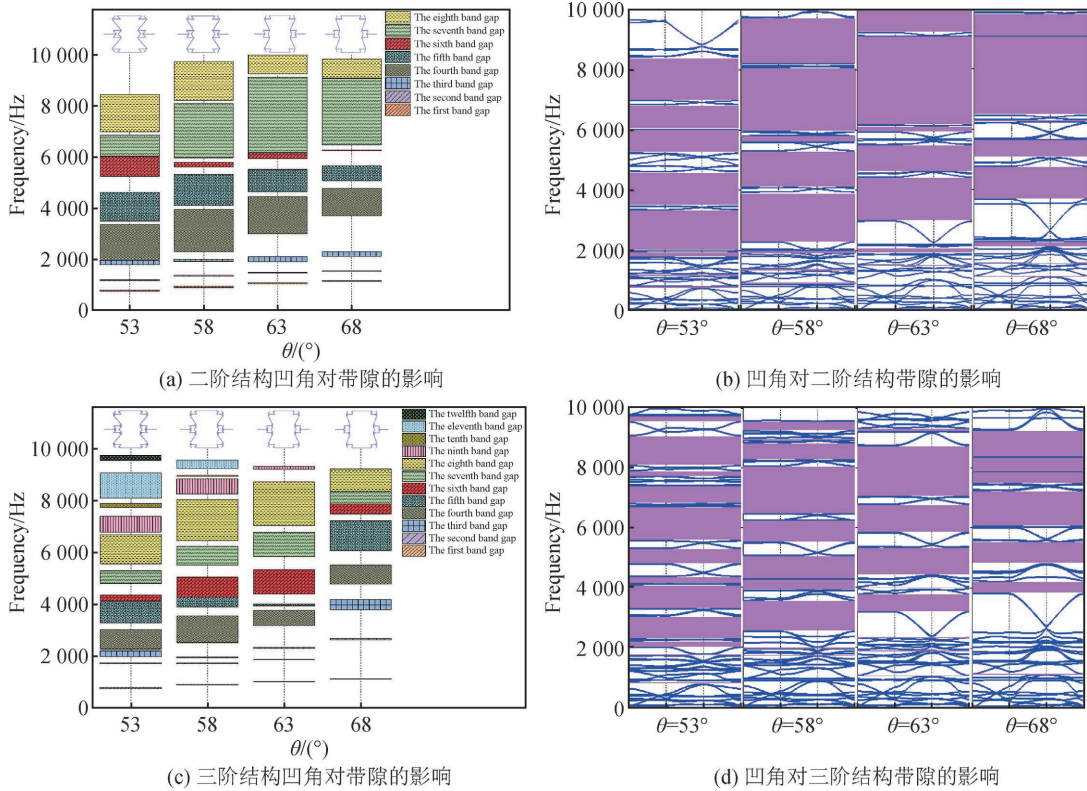 The eighth band gap
The seventh band gap
The sixth band gap
The fifth band gap
The fourth band gap
The third band gap
The second band gap
The first band gap
Frequency/Hz
10 000
8 000
6 000
4 000
2 000
0
53 58 63 68
θ/(°)
(a) 二阶结构凹角对带隙的影响
Frequency/Hz
10 000
8 000
6 000
4 000
2 000
0
θ=53° θ=58° θ=63° θ=68°
(b) 凹角对二阶结构带隙的影响
The twelfth band gap
The eleventh band gap
The tenth band gap
The ninth band gap
The eighth band gap
The seventh band gap
The sixth band gap
The fifth band gap
The fourth band gap
The third band gap
The second band gap
The first band gap
Frequency/Hz
10 000
8 000
6 000
4 000
2 000
0
53 58 63 68
θ/(°)
(c) 三阶结构凹角对带隙的影响
Frequency/Hz
10 000
8 000
6 000
4 000
2 000
0
θ=53° θ=58° θ=63° θ=68°
(d) 凹角对三阶结构带隙的影响